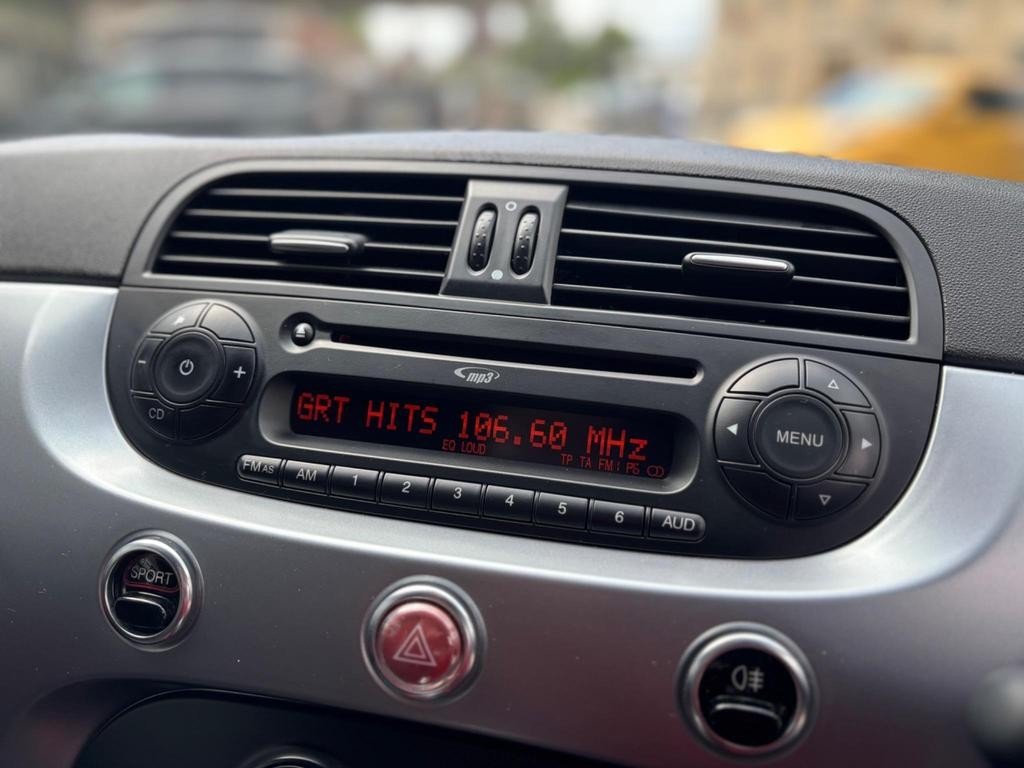 mp3
GRT HITS 106.60 MHz
EQ LOUD
TP TA FM1 P5
CD
FM AS
AM
1
2
3
4
5
6
AUD
MENU
SPORT